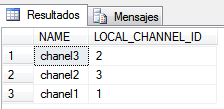 Resultados Mensajes
NAME LOCAL_CHANNEL_ID
1 chanel3 2
2 chanel2 3
3 chanel1 1